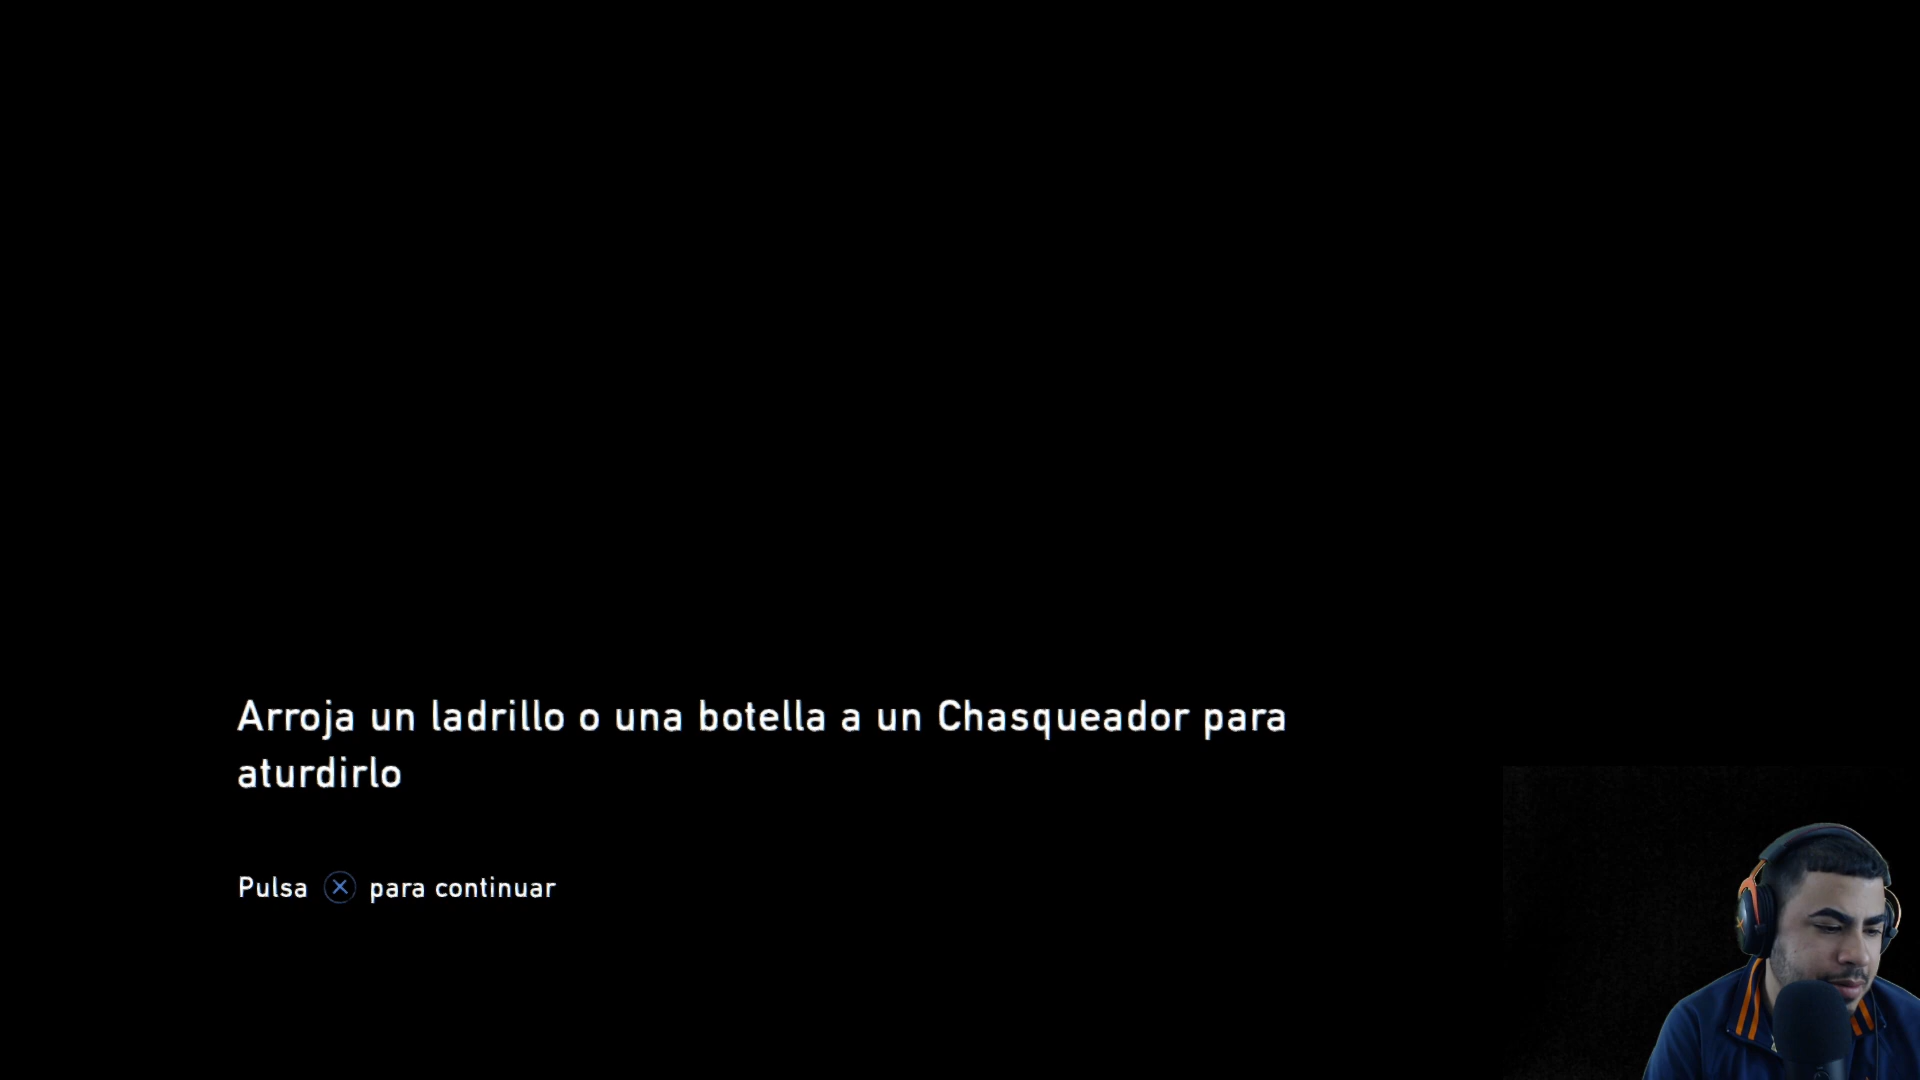 Arroja un ladrillo o una botella a un Chasqueador para
aturdirlo
Pulsa para continuar